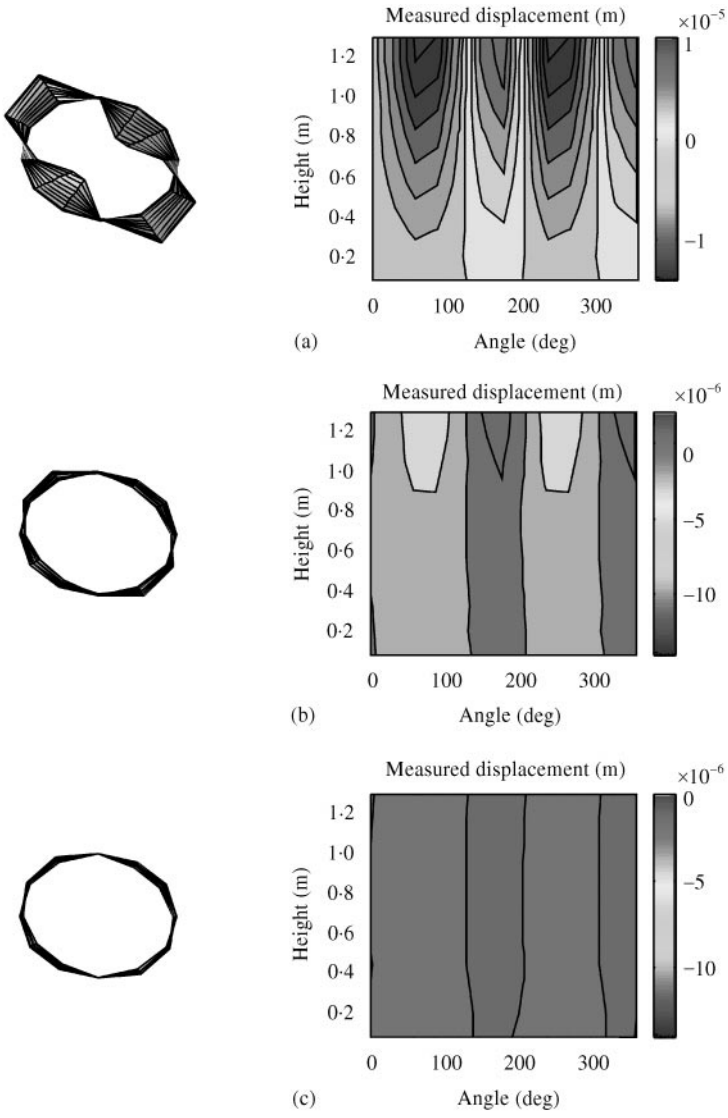 Measured displacement (m)
×10⁻⁵
1
0
−1
1·2
1·0
0·8
0·6
0·4
0·2
Height (m)
0 100 200 300
(a) Angle (deg)
Measured displacement (m)
×10⁻⁶
0
−5
−10
1·2
1·0
0·8
0·6
0·4
0·2
Height (m)
0 100 200 300
(b) Angle (deg)
Measured displacement (m)
×10⁻⁶
0
−5
−10
1·2
1·0
0·8
0·6
0·4
0·2
Height (m)
0 100 200 300
(c) Angle (deg)